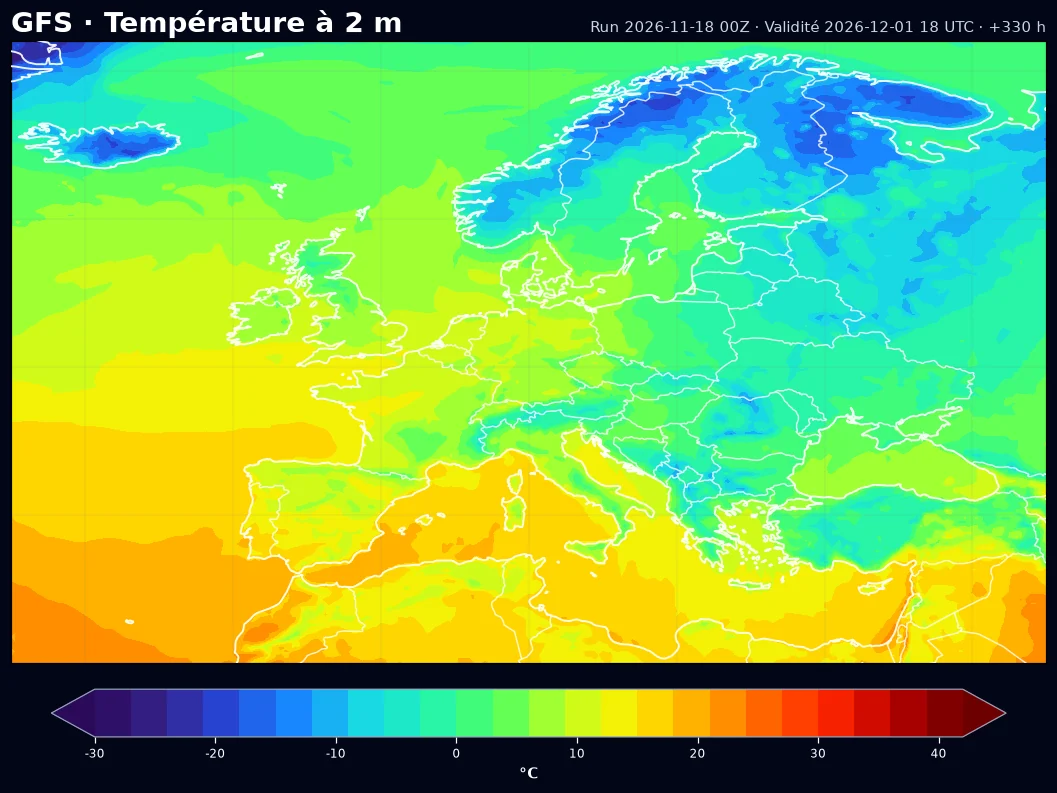 GFS · Température à 2 m
Run 2026-11-18 00Z · Validité 2026-12-01 18 UTC · +330 h
-30 -20 -10 0 10 20 30 40
°C